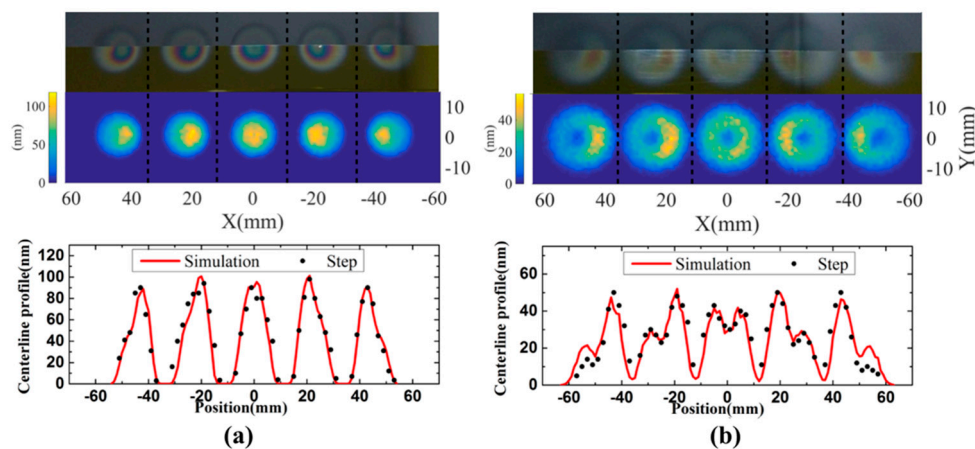 100
(nm)
50
0
10
0
-10
60 40 20 0 -20 -40 -60
X(mm)
Centerline profile(nm)
120
100
80
60
40
20
0
Simulation Step
-60 -40 -20 0 20 40 60
Position(mm)
(a)
40
(nm)
20
0
10
0
-10
Y(mm)
60 40 20 0 -20 -40 -60
X(mm)
Centerline profile(nm)
60
40
20
0
Simulation Step
-60 -40 -20 0 20 40 60
Position(mm)
(b)